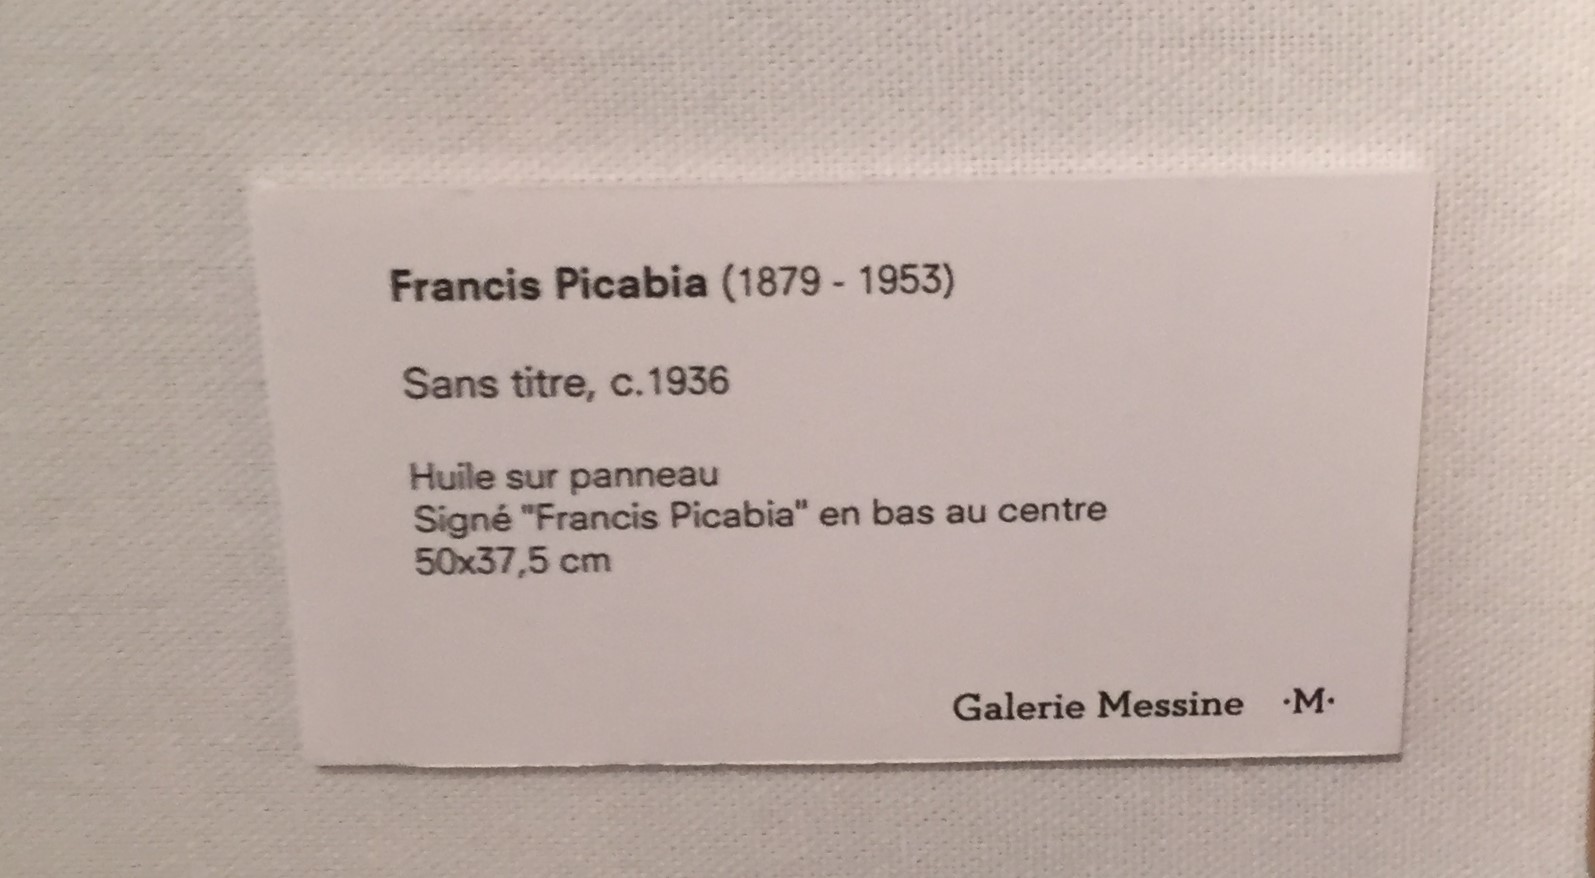 Francis Picabia (1879 - 1953)
Sans titre, c.1936
Huile sur panneau
Signé "Francis Picabia" en bas au centre
50x37,5 cm
Galerie Messine ·M·